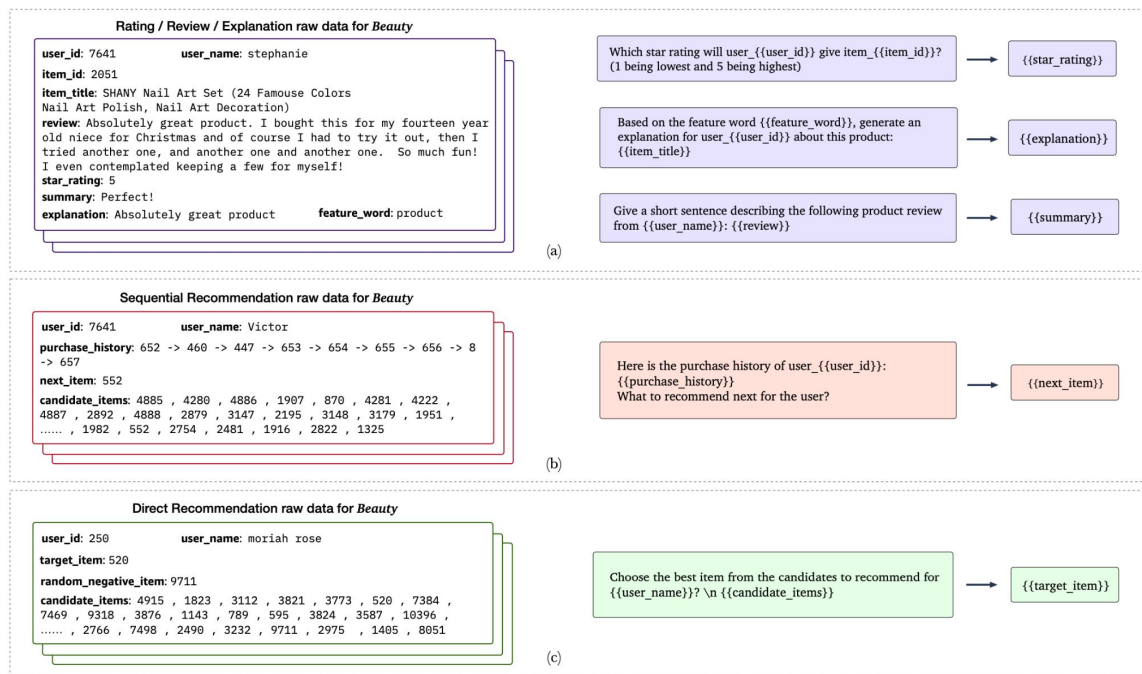 Rating / Review / Explanation raw data for Beauty
user_id: 7641 user_name: stephanie
item_id: 2051
item_title: SHANY Nail Art Set (24 Famouse Colors
Nail Art Polish, Nail Art Decoration)
review: Absolutely great product. I bought this for my fourteen year
old niece for Christmas and of course I had to try it out, then I
tried another one, and another one and another one. So much fun!
I even contemplated keeping a few for myself!
star_rating: 5
summary: Perfect!
explanation: Absolutely great product feature_word: product
Which star rating will user_{{user_id}} give item_{{item_id}}?
(1 being lowest and 5 being highest)
{{star_rating}}
Based on the feature word {{feature_word}}, generate an
explanation for user_{{user_id}} about this product:
{{item_title}}
{{explanation}}
Give a short sentence describing the following product review
from {{user_name}}: {{review}}
{{summary}}
(a)
Sequential Recommendation raw data for Beauty
user_id: 7641 user_name: Victor
purchase_history: 652 -> 460 -> 447 -> 653 -> 654 -> 655 -> 656 -> 8
-> 657
next_item: 552
candidate_items: 4885 , 4280 , 4886 , 1907 , 870 , 4281 , 4222 ,
4887 , 2892 , 4888 , 2879 , 3147 , 2195 , 3148 , 3179 , 1951 ,
...... , 1982 , 552 , 2754 , 2481 , 1916 , 2822 , 1325
Here is the purchase history of user_{{user_id}}:
{{purchase_history}}
What to recommend next for the user?
{{next_item}}
(b)
Direct Recommendation raw data for Beauty
user_id: 250 user_name: moriah rose
target_item: 520
random_negative_item: 9711
candidate_items: 4915 , 1823 , 3112 , 3821 , 3773 , 520 , 7384 ,
7469 , 9318 , 3876 , 1143 , 789 , 595 , 3824 , 3587 , 10396 ,
...... , 2766 , 7498 , 2490 , 3232 , 9711 , 2975 , 1405 , 8051
Choose the best item from the candidates to recommend for
{{user_name}}? \n {{candidate_items}}
{{target_item}}
(c)